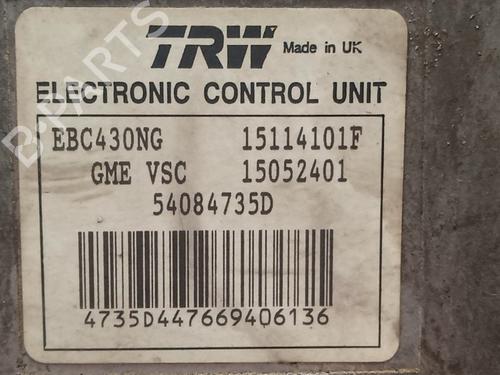 TRW Made in UK
ELECTRONIC CONTROL UNIT
EBC430NG 15114101F
GME VSC 15052401
54084735D
4735D447669406136
B-PARTS